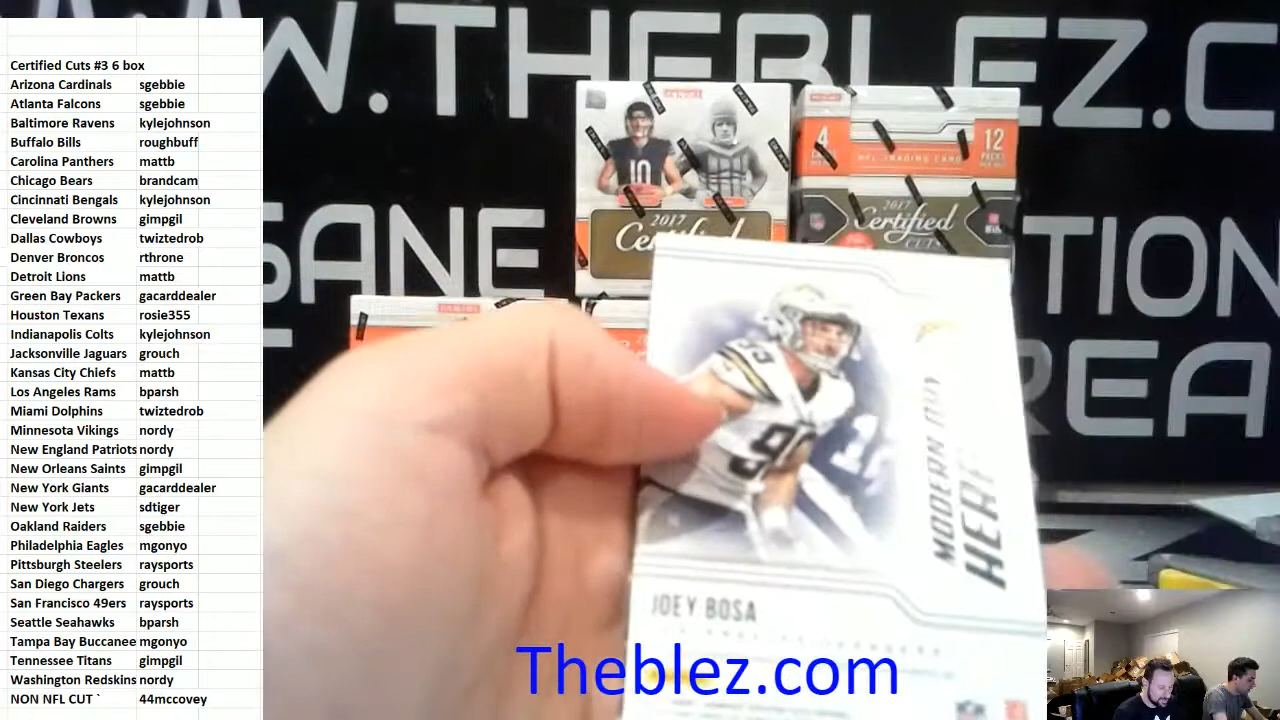 Certified Cuts #3 6 box
Arizona Cardinals sgebbie
Atlanta Falcons sgebbie
Baltimore Ravens kylejohnson
Buffalo Bills roughbuff
Carolina Panthers mattb
Chicago Bears brandcam
Cincinnati Bengals kylejohnson
Cleveland Browns gimpgil
Dallas Cowboys twiztedrob
Denver Broncos rthrone
Detroit Lions mattb
Green Bay Packers gacarddealer
Houston Texans rosie355
Indianapolis Colts kylejohnson
Jacksonville Jaguars grouch
Kansas City Chiefs mattb
Los Angeles Rams bparsh
Miami Dolphins twiztedrob
Minnesota Vikings nordy
New England Patriots nordy
New Orleans Saints gimpgil
New York Giants gacarddealer
New York Jets sdtiger
Oakland Raiders sgebbie
Philadelphia Eagles mgonyo
Pittsburgh Steelers raysports
San Diego Chargers grouch
San Francisco 49ers raysports
Seattle Seahawks bparsh
Tampa Bay Buccanee mgonyo
Tennessee Titans gimpgil
Washington Redskins nordy
NON NFL CUT ` 44mccovey
W.THEBLEZ.C
SANE
TION
REA
10
2017
Certified
4
12
NFL TRADING CARDS
2017
Certified
CUTS
99
MODERN DAY
JOEY BOSA
Theblez.com